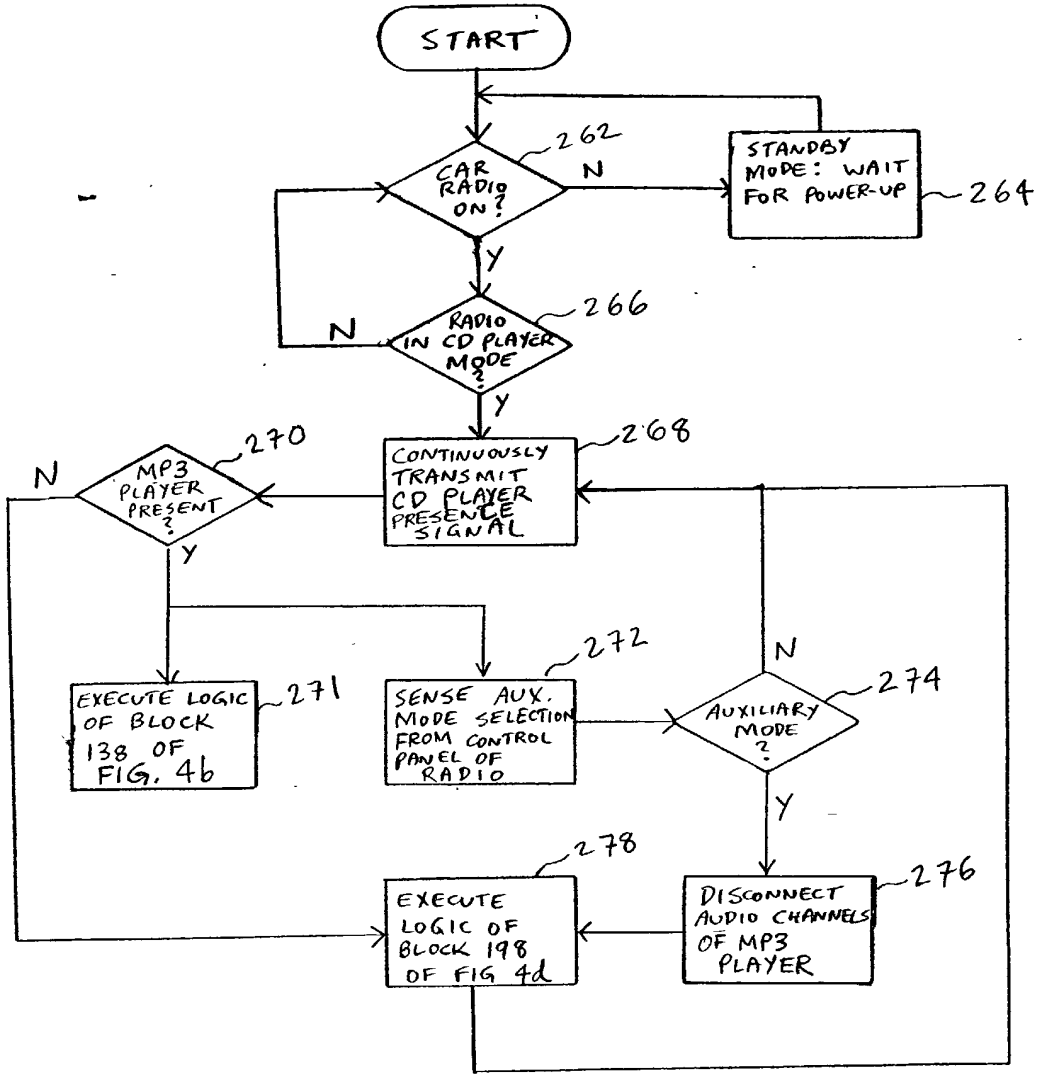 START
262
CAR
RADIO
ON?
N
STANDBY
MODE: WAIT
FOR POWER-UP
264
Y
266
RADIO
IN CD PLAYER
MODE
?
N
Y
268
CONTINUOUSLY
TRANSMIT
CD PLAYER
PRESENCE
SIGNAL
270
N
MP3
PLAYER
PRESENT
?
Y
271
EXECUTE LOGIC
OF BLOCK
138 OF
FIG. 4b
272
SENSE AUX.
MODE SELECTION
FROM CONTROL
PANEL OF
RADIO
N
274
AUXILIARY
MODE
?
Y
278
EXECUTE
LOGIC OF
BLOCK 198
OF FIG 4d
276
DISCONNECT
AUDIO CHANNELS
OF MP3
PLAYER